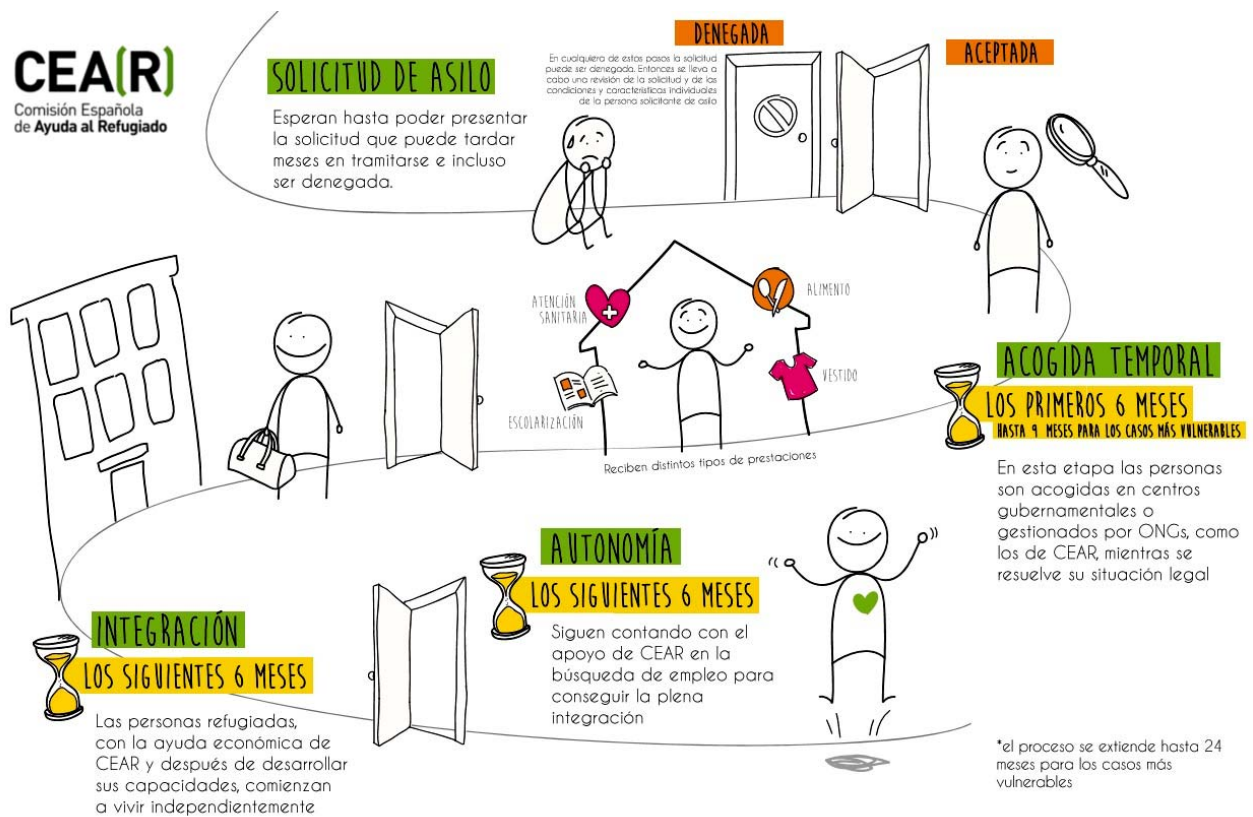 CEA(R)
Comisión Española
de Ayuda al Refugiado
SOLICITUD DE ASILO
Esperan hasta poder presentar
la solicitud que puede tardar
meses en tramitarse e incluso
ser denegada.
DENEGADA
En cualquiera de estos pasos la solicitud
puede ser denegada. Entonces se lleva a
cabo una revisión de la solicitud y de las
condiciones y características individuales
de la persona solicitante de asilo
ACEPTADA
ATENCIÓN
SANITARIA
ALIMENTO
ESCOLARIZACIÓN
VESTIDO
Reciben distintos tipos de prestaciones
ACOGIDA TEMPORAL
LOS PRIMEROS 6 MESES
HASTA 9 MESES PARA LOS CASOS MÁS VULNERABLES
En esta etapa las personas
son acogidas en centros
gubernamentales o
gestionados por ONGs, como
los de CEAR, mientras se
resuelve su situación legal
INTEGRACIÓN
LOS SIGUIENTES 6 MESES
Las personas refugiadas,
con la ayuda económica de
CEAR y después de desarrollar
sus capacidades, comienzan
a vivir independientemente
AUTONOMÍA
LOS SIGUIENTES 6 MESES
Siguen contando con el
apoyo de CEAR en la
búsqueda de empleo para
conseguir la plena
integración
*el proceso se extiende hasta 24
meses para los casos más
vulnerables